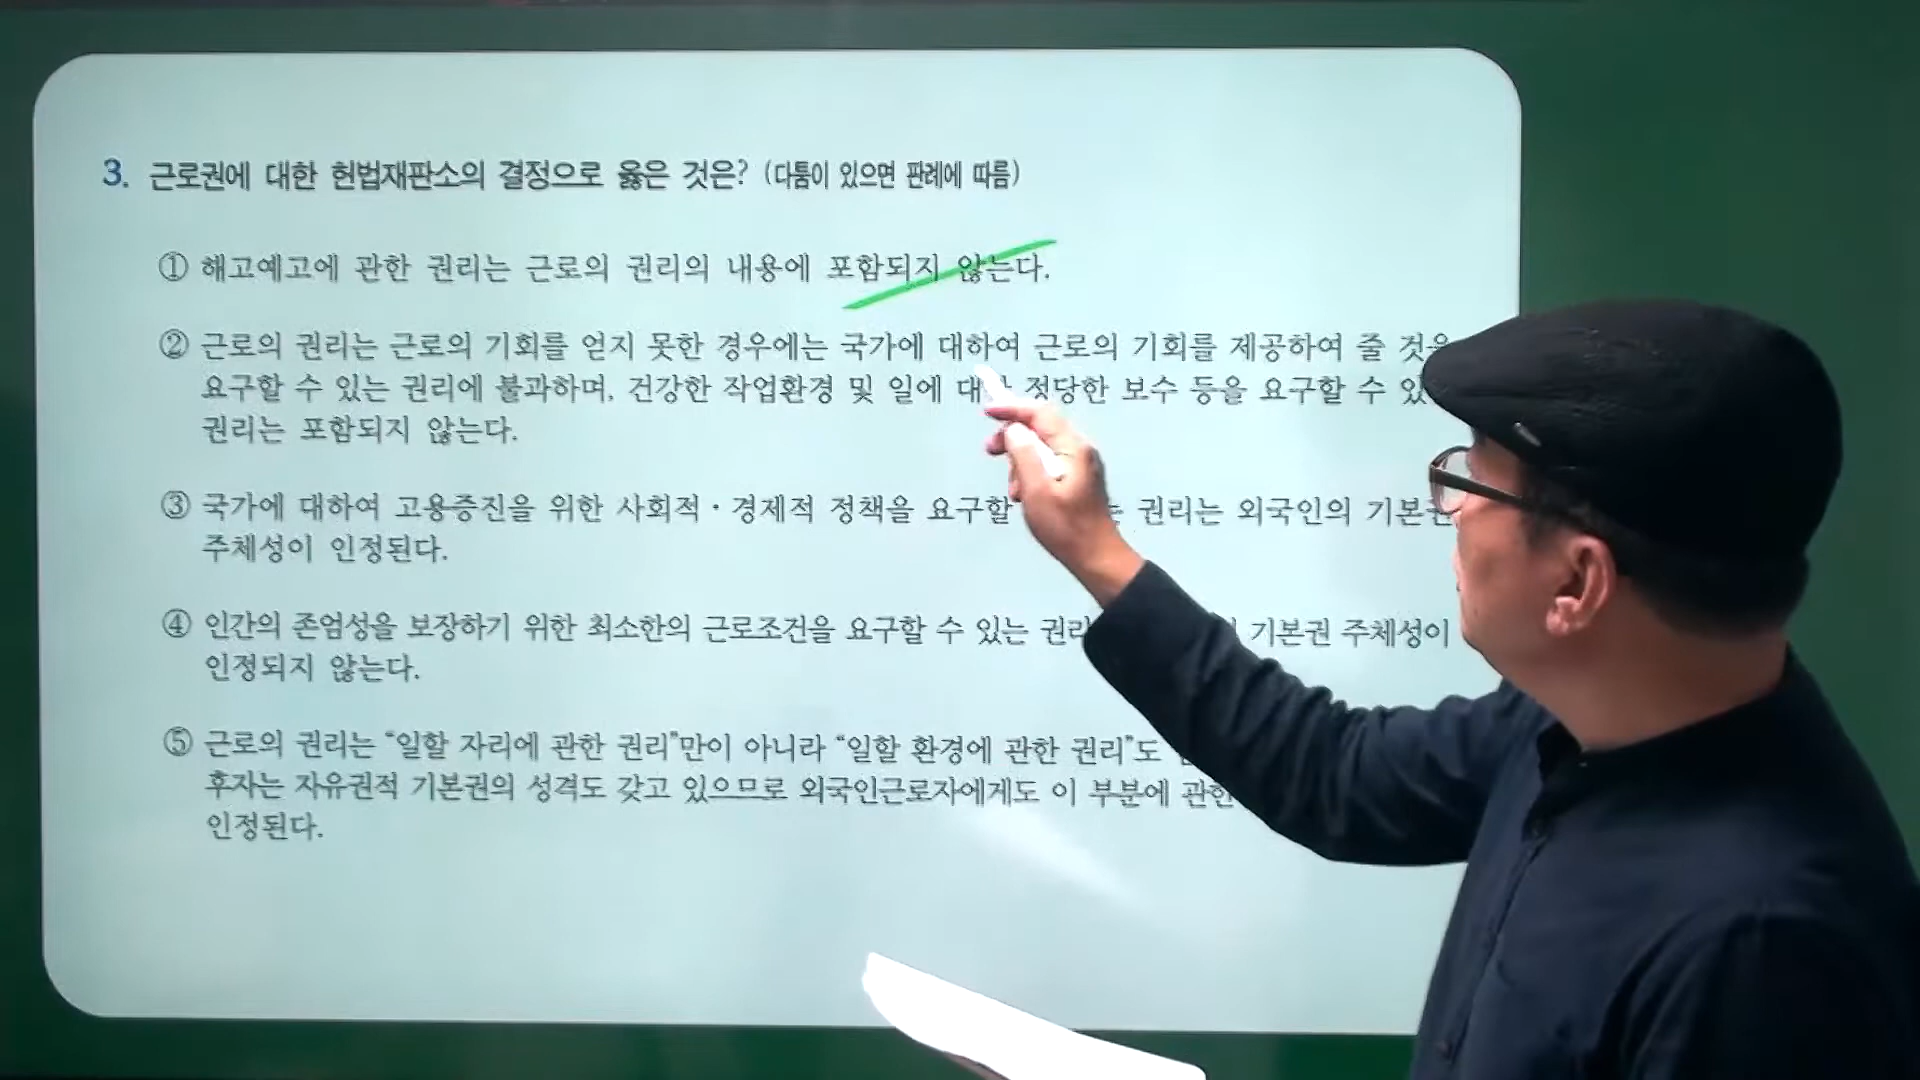 3. 근로권에 대한 헌법재판소의 결정으로 옳은 것은? (다툼이 있으면 판례에 따름)
① 해고예고에 관한 권리는 근로의 권리의 내용에 포함되지 않는다.
② 근로의 권리는 근로의 기회를 얻지 못한 경우에는 국가에 대하여 근로의 기회를 제공하여 줄 것을
요구할 수 있는 권리에 불과하며, 건강한 작업환경 및 일에 대한 정당한 보수 등을 요구할 수
권리는 포함되지 않는다.
③ 국가에 대하여 고용증진을 위한 사회적·경제적 정책을 요구할 권리는 외국인의 기본권
주체성이 인정된다.
④ 인간의 존엄성을 보장하기 위한 최소한의 근로조건을 요구할 수 있는 기본권 주체성이
인정되지 않는다.
⑤ 근로의 권리는 “일할 자리에 관한 권리”만이 아니라 “일할 환경에 관한 권리”도
후자는 자유권적 기본권의 성격도 갖고 있으므로 외국인근로자에게도 이 부분에 관한
인정된다.